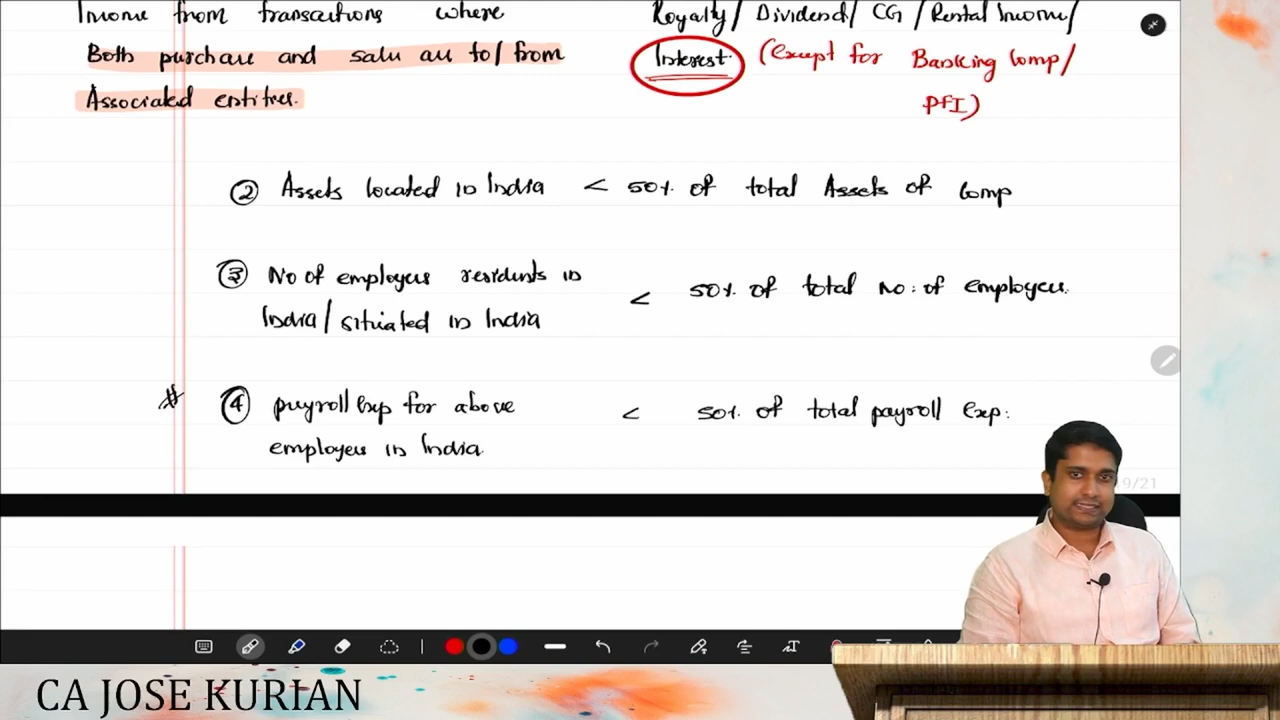 Income from transactions where
Both purchase and sales are to/from
Associated entities.
Royalty/ Dividend/ CG /Rental Income/
Interest. (Except for Banking Comp/
PFI)
② Assets located in India < 50% of total Assets of Comp
③ No of employees residents in
India/situated in India < 50% of total no: of employees.
# ④ payroll Exp for above
employees in India. < 50% of total payroll Exp:
9/21
CA JOSE KURIAN